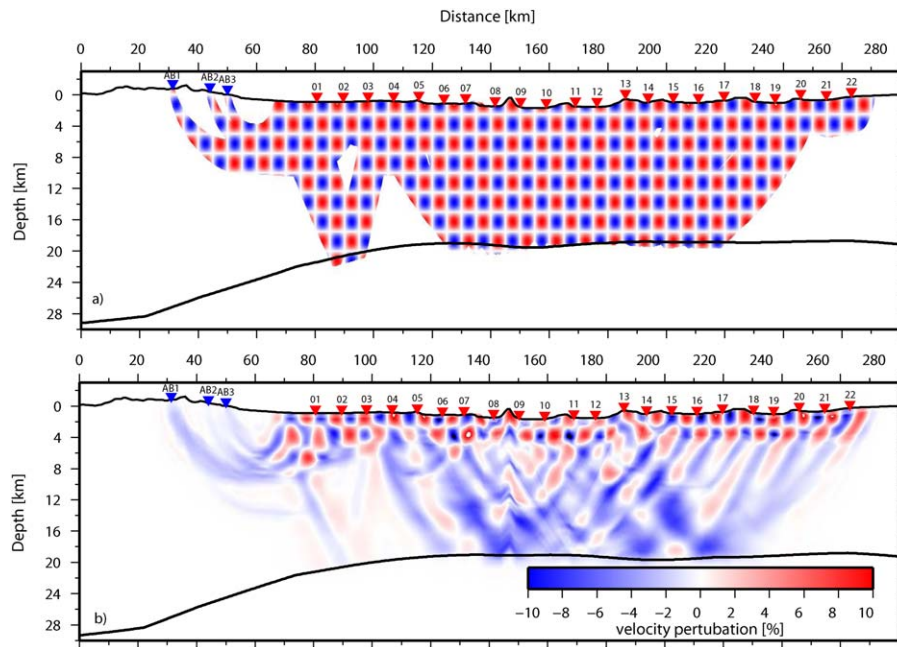 Distance [km]
0 20 40 60 80 100 120 140 160 180 200 220 240 260 280
AB1 AB2 AB3 01 02 03 04 05 06 07 08 09 10 11 12 13 14 15 16 17 18 19 20 21 22
0
4
8
12
16
20
24
28
Depth [km]
a)
0 20 40 60 80 100 120 140 160 180 200 220 240 260 280
AB1 AB2 AB3 01 02 03 04 05 06 07 08 09 10 11 12 13 14 15 16 17 18 19 20 21 22
0
4
8
12
16
20
24
28
Depth [km]
b)
−10 −8 −6 −4 −2 0 2 4 6 8 10
velocity pertubation [%]